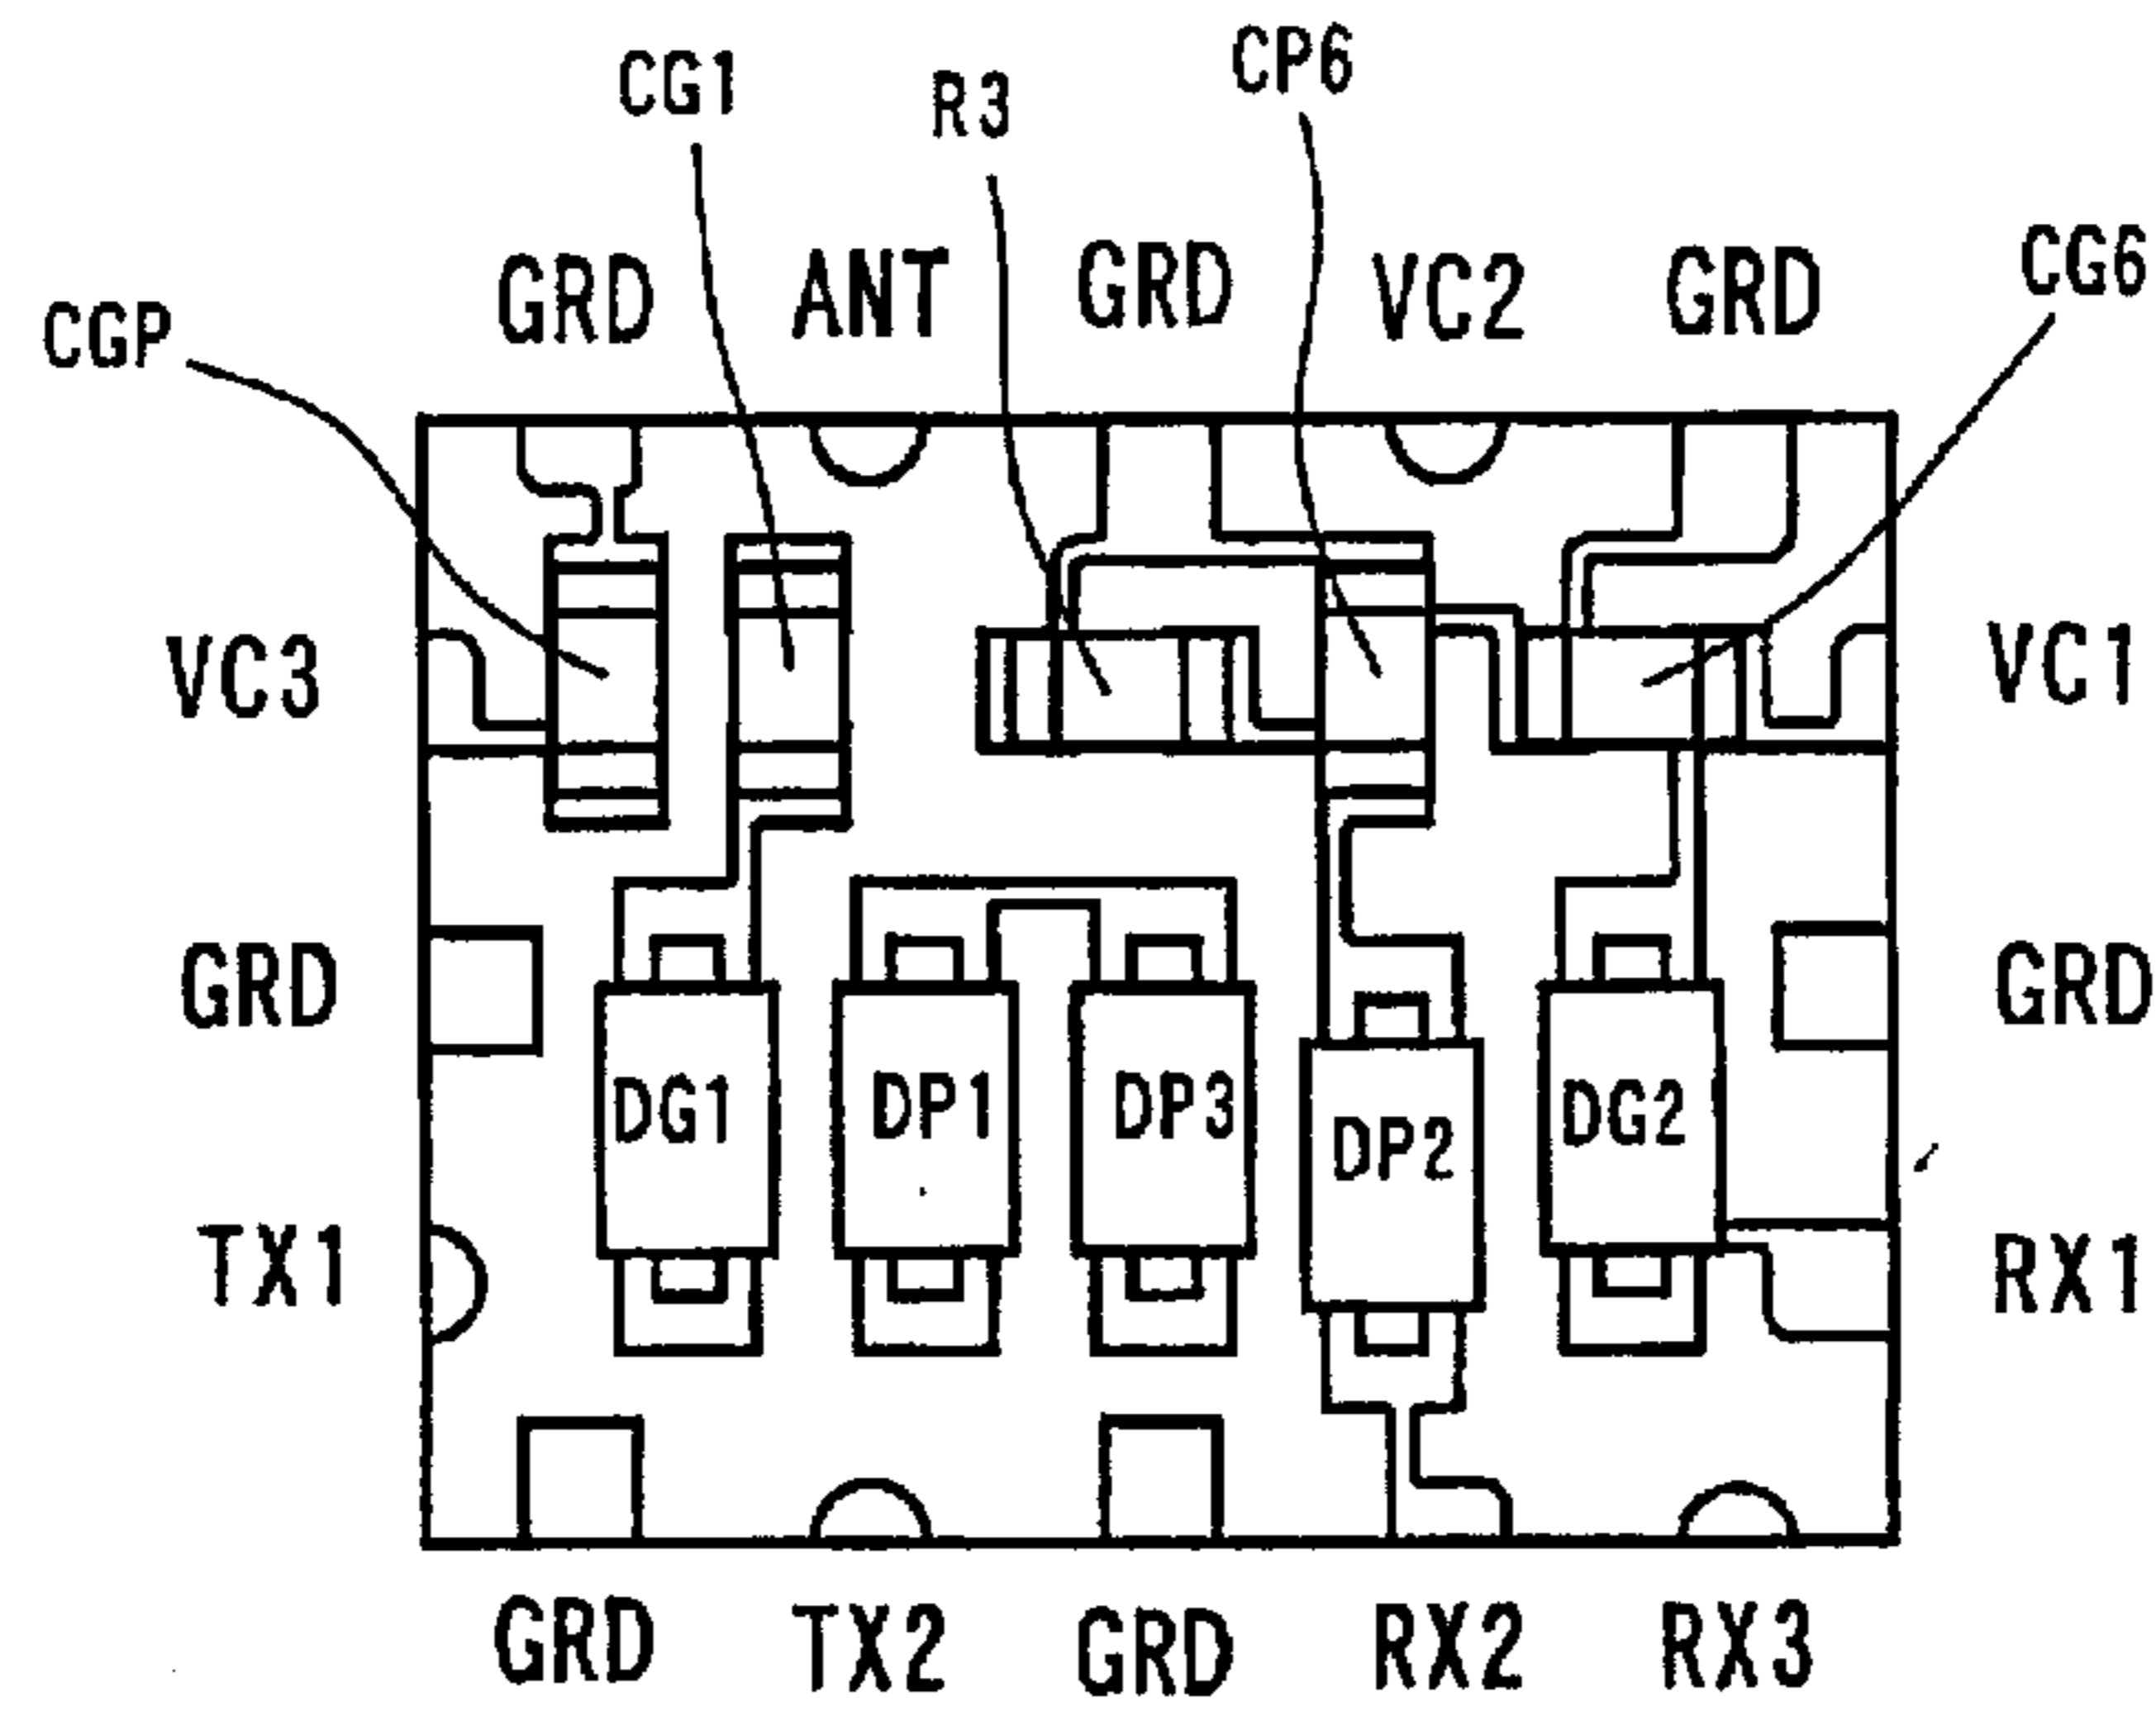 CG1 R3 CP6
CGP GRD ANT GRD VC2 GRD CG6
VC3 VC1
GRD GRD
DG1 DP1 DP3 DP2 DG2
TX1 RX1
GRD TX2 GRD RX2 RX3